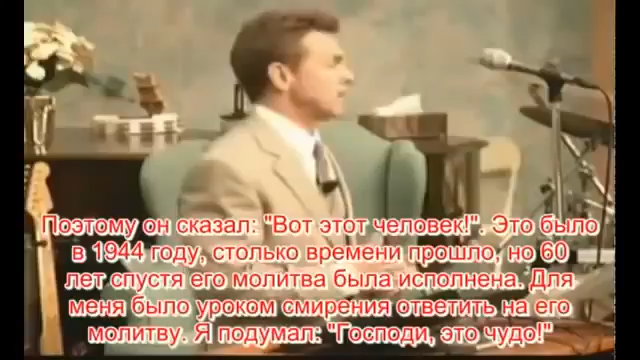 Поэтому он сказал: "Вот этот человек!". Это было
в 1944 году, столько времени прошло, но 60
лет спустя его молитва была исполнена. Для
меня было уроком смирения ответить на его
молитву. Я подумал: "Господи, это чудо!"